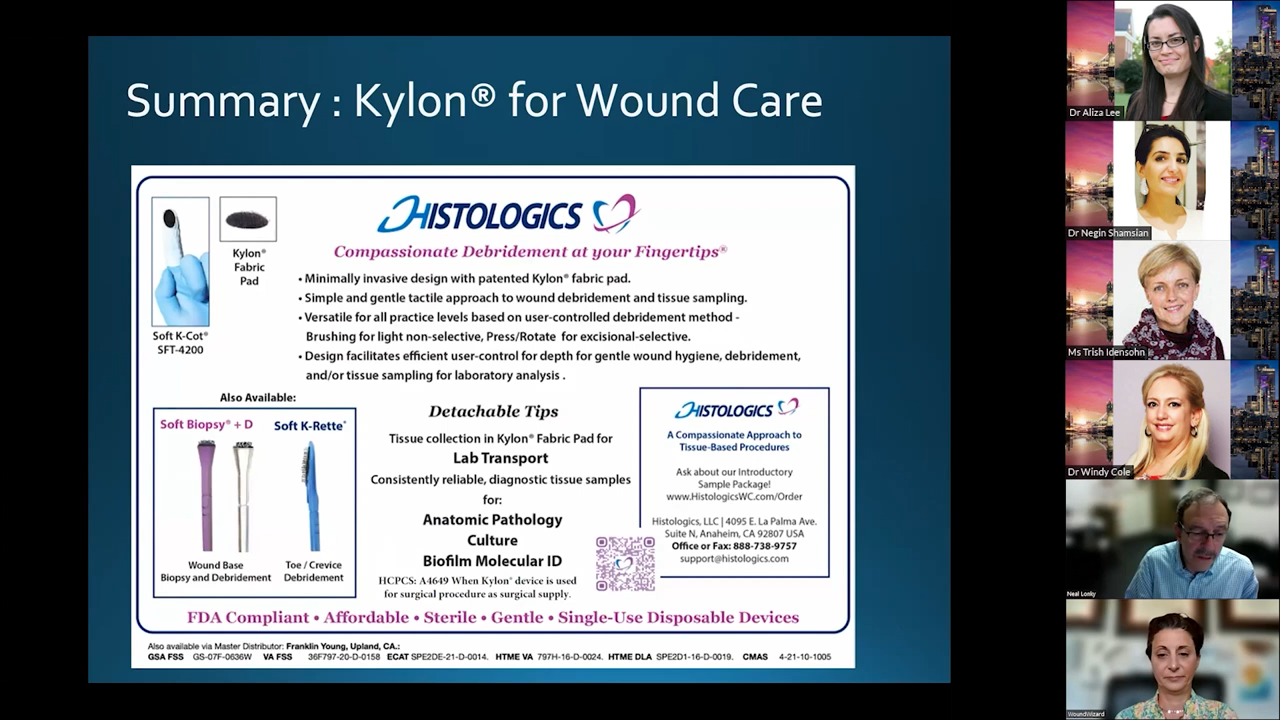 Summary : Kylon® for Wound Care
HISTOLOGICS
Compassionate Debridement at your Fingertips®
Kylon®
Fabric
Pad
Soft K-Cot®
SFT-4200
• Minimally invasive design with patented Kylon® fabric pad.
• Simple and gentle tactile approach to wound debridement and tissue sampling.
• Versatile for all practice levels based on user-controlled debridement method -
Brushing for light non-selective, Press/Rotate for excisional-selective.
• Design facilitates efficient user-control for depth for gentle wound hygiene, debridement,
and/or tissue sampling for laboratory analysis .
Also Available:
Soft Biopsy® + D
Soft K-Rette®
Wound Base
Biopsy and Debridement
Toe / Crevice
Debridement
Detachable Tips
Tissue collection in Kylon® Fabric Pad for
Lab Transport
Consistently reliable, diagnostic tissue samples
for:
Anatomic Pathology
Culture
Biofilm Molecular ID
HCPCS: A4649 When Kylon® device is used
for surgical procedure as surgical supply.
HISTOLOGICS
A Compassionate Approach to
Tissue-Based Procedures
Ask about our Introductory
Sample Package!
www.HistologicsWC.com/Order
Histologics, LLC | 4095 E. La Palma Ave.
Suite N, Anaheim, CA 92807 USA
Office or Fax: 888-738-9757
support@histologics.com
FDA Compliant • Affordable • Sterile • Gentle • Single-Use Disposable Devices
Also available via Master Distributor: Franklin Young, Upland, CA.:
GSA FSS GS-07F-0636W VA FSS 36F797-20-D-0158 ECAT SPE2DE-21-D-0014. HTME VA 797H-16-D-0024. HTME DLA SPE2D1-16-D-0019. CMAS 4-21-10-1005
Dr Aliza Lee
Dr Negin Shamsian
Ms Trish Idensohn
Dr Windy Cole
Neal Lonky
WoundWizard